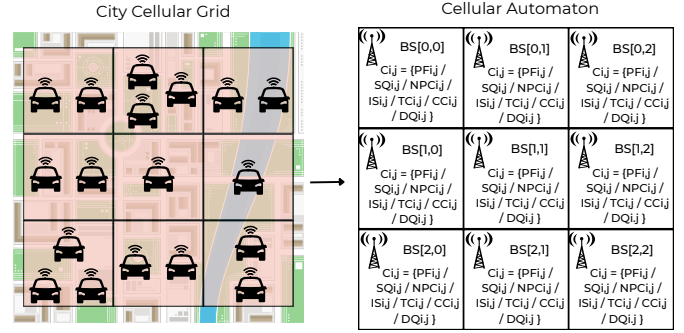 City Cellular Grid
Cellular Automaton
BS[0,0]
Ci,j = {PFi,j /
SQi,j / NPCi,j /
ISi,j / TCi,j / CCi,j
/ DQi,j }
BS[0,1]
Ci,j = {PFi,j /
SQi,j / NPCi,j /
ISi,j / TCi,j / CCi,j
/ DQi,j }
BS[0,2]
Ci,j = {PFi,j /
SQi,j / NPCi,j /
ISi,j / TCi,j / CCi,j
/ DQi,j }
BS[1,0]
Ci,j = {PFi,j /
SQi,j / NPCi,j /
ISi,j / TCi,j / CCi,j
/ DQi,j }
BS[1,1]
Ci,j = {PFi,j /
SQi,j / NPCi,j /
ISi,j / TCi,j / CCi,j
/ DQi,j }
BS[1,2]
Ci,j = {PFi,j /
SQi,j / NPCi,j /
ISi,j / TCi,j / CCi,j
/ DQi,j }
BS[2,0]
Ci,j = {PFi,j /
SQi,j / NPCi,j /
ISi,j / TCi,j / CCi,j
/ DQi,j }
BS[2,1]
Ci,j = {PFi,j /
SQi,j / NPCi,j /
ISi,j / TCi,j / CCi,j
/ DQi,j }
BS[2,2]
Ci,j = {PFi,j /
SQi,j / NPCi,j /
ISi,j / TCi,j / CCi,j
/ DQi,j }